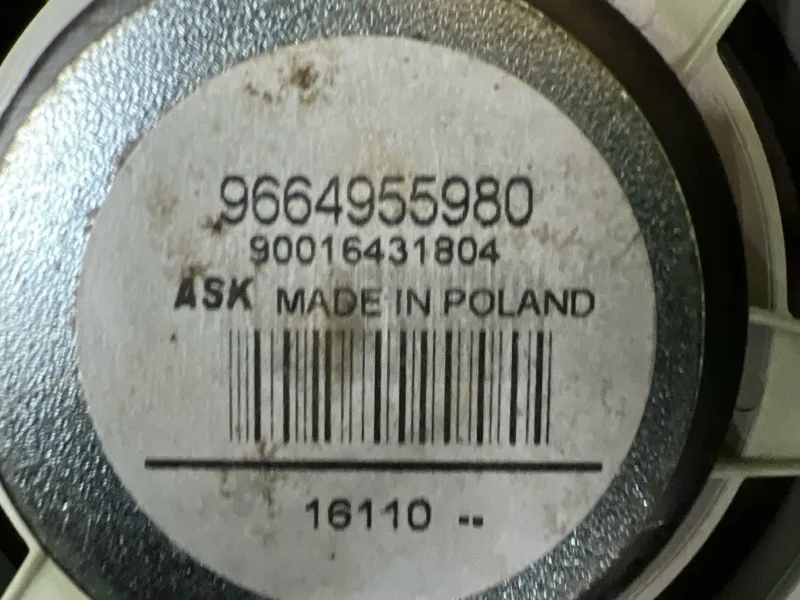 9664955980
90016431804
ASK MADE IN POLAND
16110 --